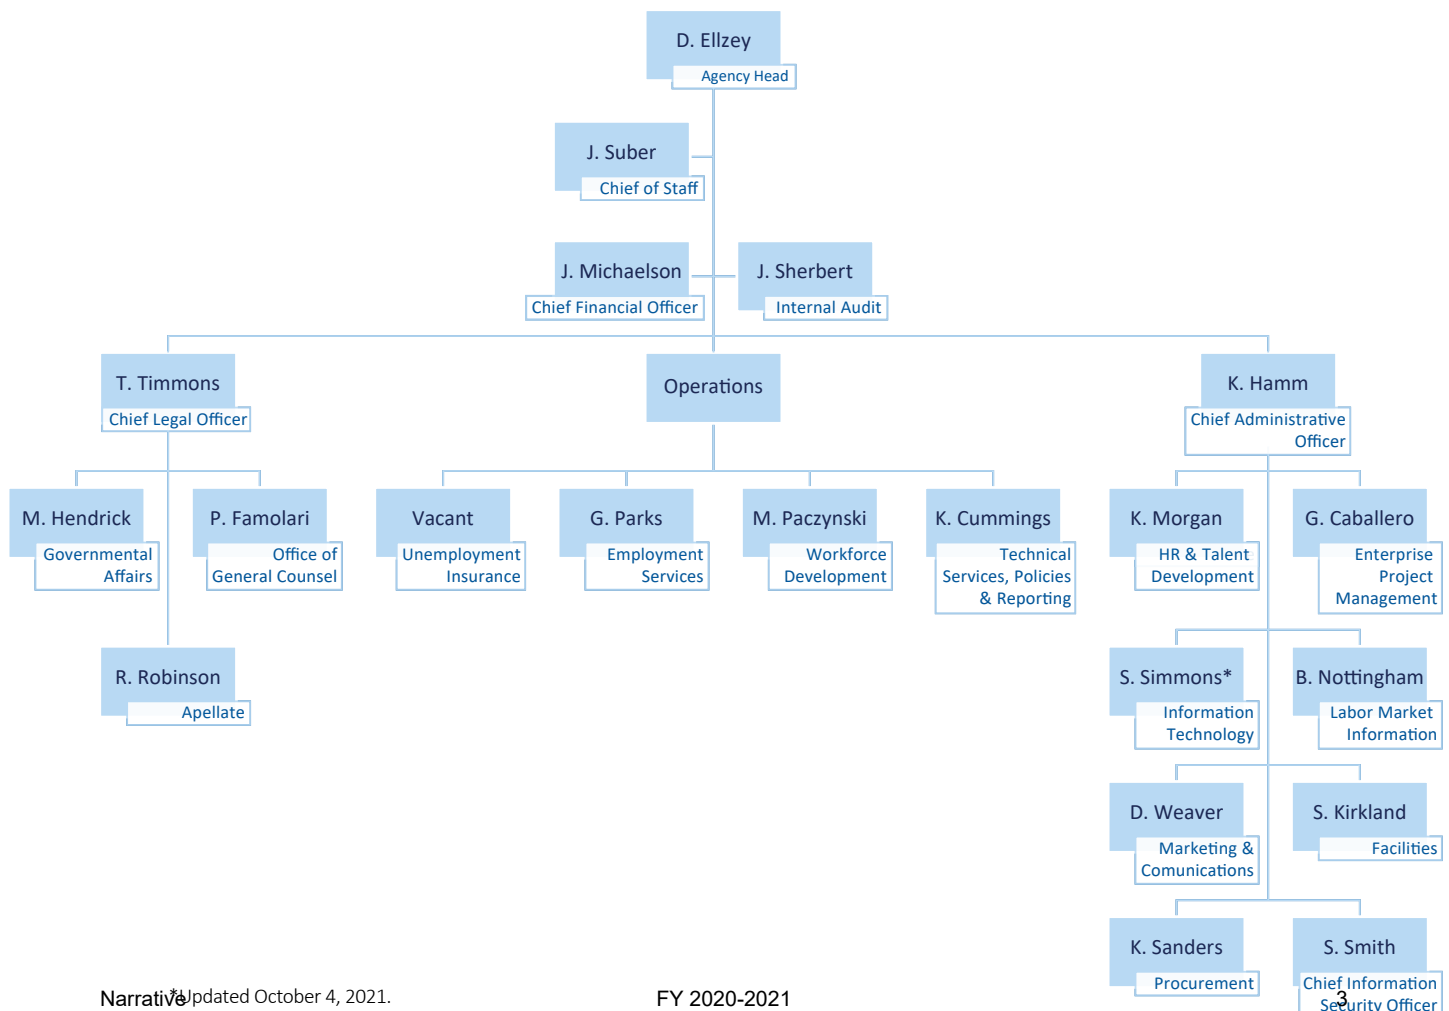 D. Ellzey
Agency Head
J. Suber
Chief of Staff
J. Michaelson
Chief Financial Officer
J. Sherbert
Internal Audit
T. Timmons
Chief Legal Officer
Operations
K. Hamm
Chief Administrative
Officer
M. Hendrick
Governmental
Affairs
P. Famolari
Office of
General Counsel
Vacant
Unemployment
Insurance
G. Parks
Employment
Services
M. Paczynski
Workforce
Development
K. Cummings
Technical
Services, Policies
& Reporting
K. Morgan
HR & Talent
Development
G. Caballero
Enterprise
Project
Management
R. Robinson
Apellate
S. Simmons*
Information
Technology
B. Nottingham
Labor Market
Information
D. Weaver
Marketing &
Comunications
S. Kirkland
Facilities
K. Sanders
Procurement
S. Smith
Chief Information
Security Officer
Narrative
*Updated October 4, 2021.
FY 2020-2021
3